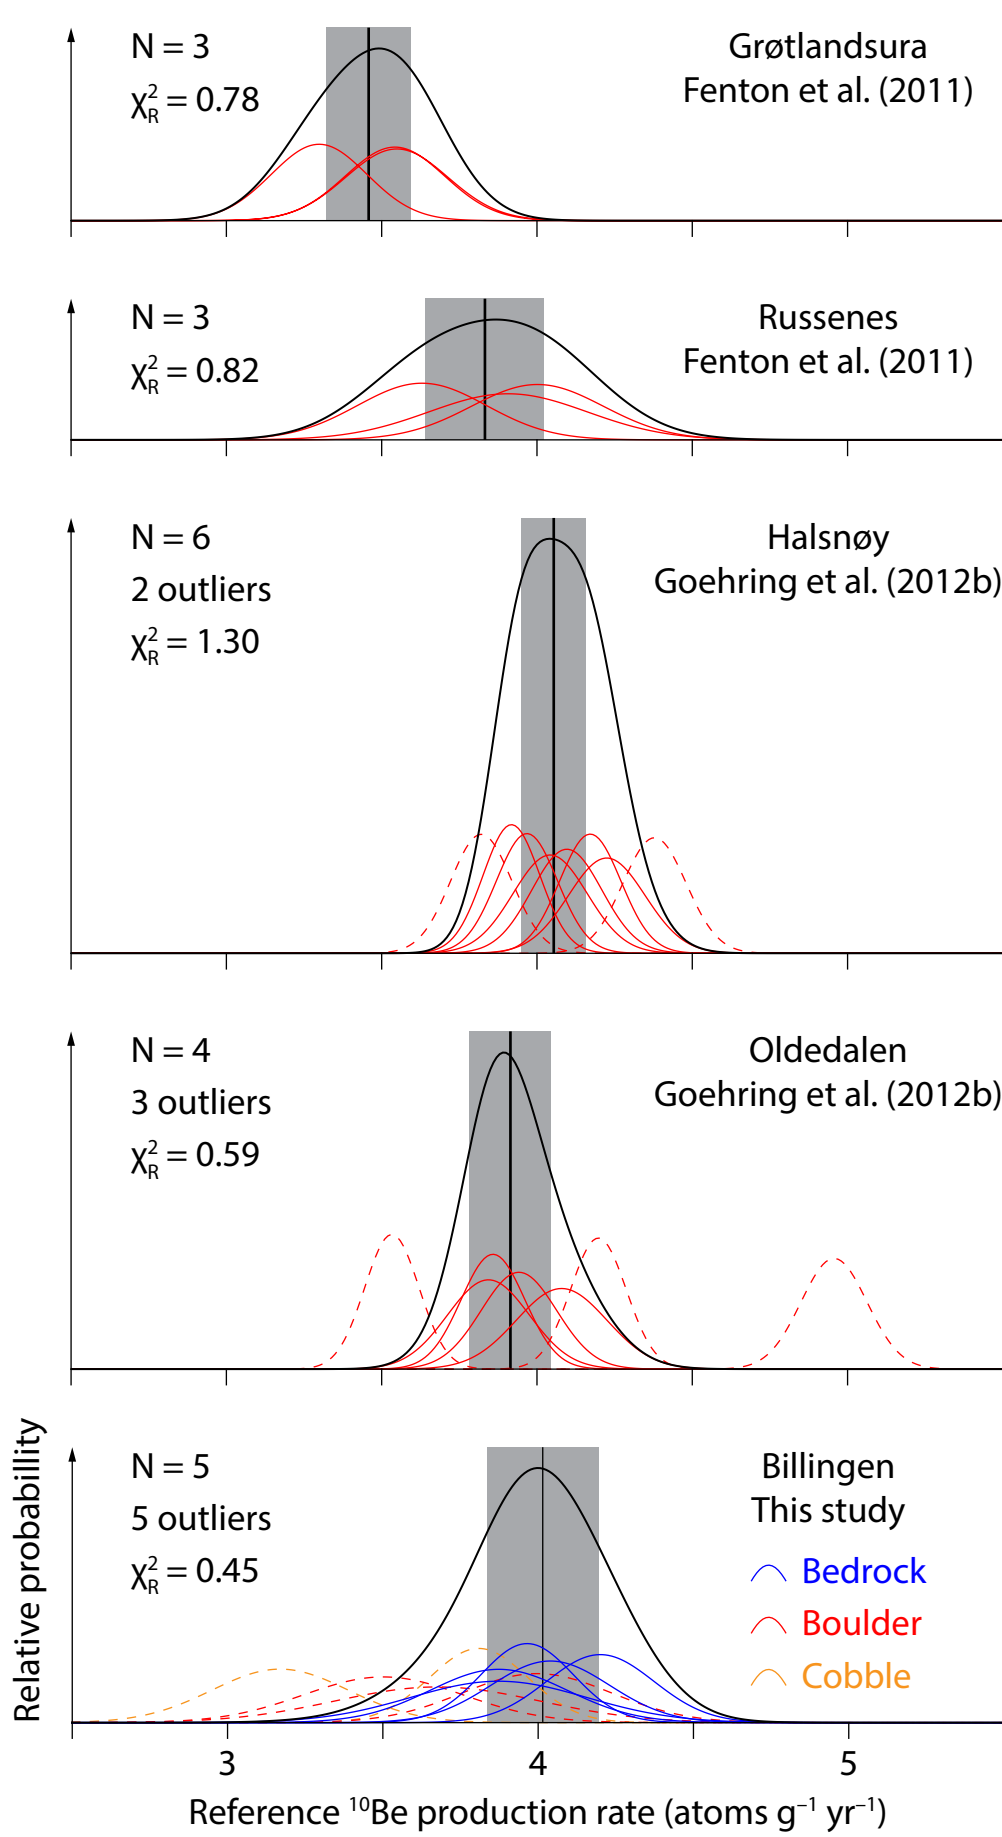 N = 3
χ²R = 0.78
Grøtlandsura
Fenton et al. (2011)
N = 3
χ²R = 0.82
Russenes
Fenton et al. (2011)
N = 6
2 outliers
χ²R = 1.30
Halsnøy
Goehring et al. (2012b)
N = 4
3 outliers
χ²R = 0.59
Oldedalen
Goehring et al. (2012b)
N = 5
5 outliers
χ²R = 0.45
Billingen
This study
Bedrock
Boulder
Cobble
Relative probabillity
3 4 5
Reference ¹⁰Be production rate (atoms g⁻¹ yr⁻¹)